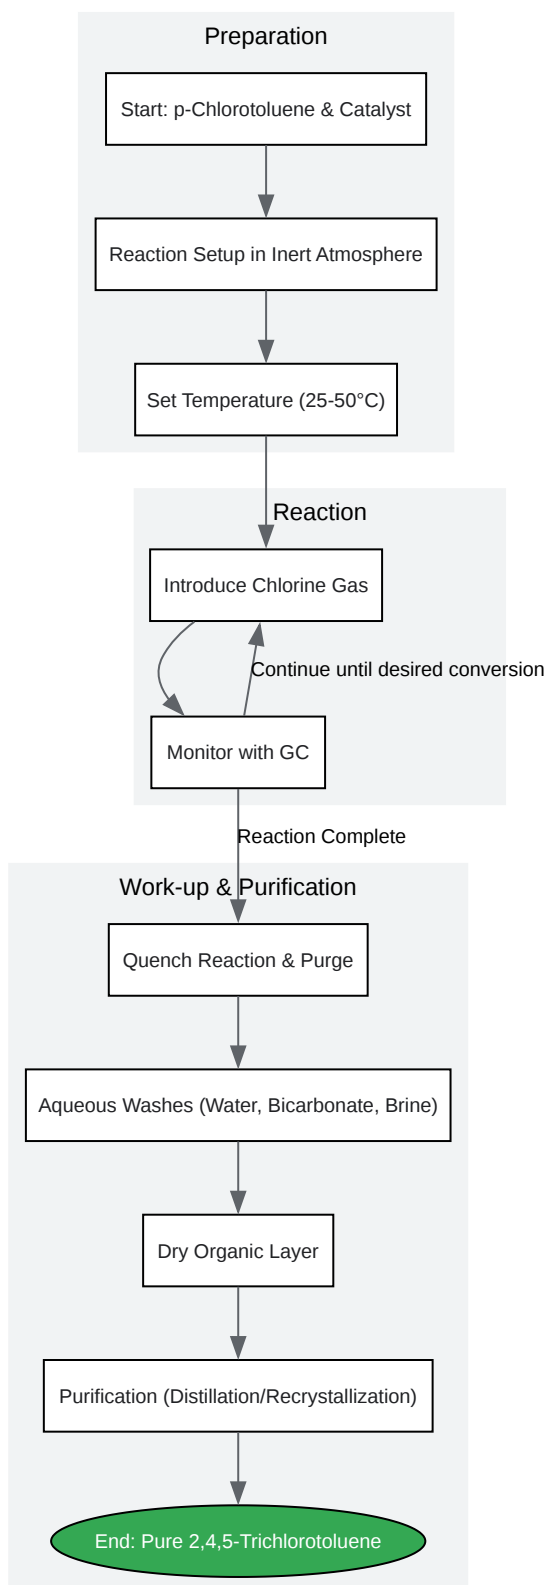 Preparation
Start: p-Chlorotoluene & Catalyst
Reaction Setup in Inert Atmosphere
Set Temperature (25-50°C)
Reaction
Introduce Chlorine Gas
Continue until desired conversion
Monitor with GC
Reaction Complete
Work-up & Purification
Quench Reaction & Purge
Aqueous Washes (Water, Bicarbonate, Brine)
Dry Organic Layer
Purification (Distillation/Recrystallization)
End: Pure 2,4,5-Trichlorotoluene